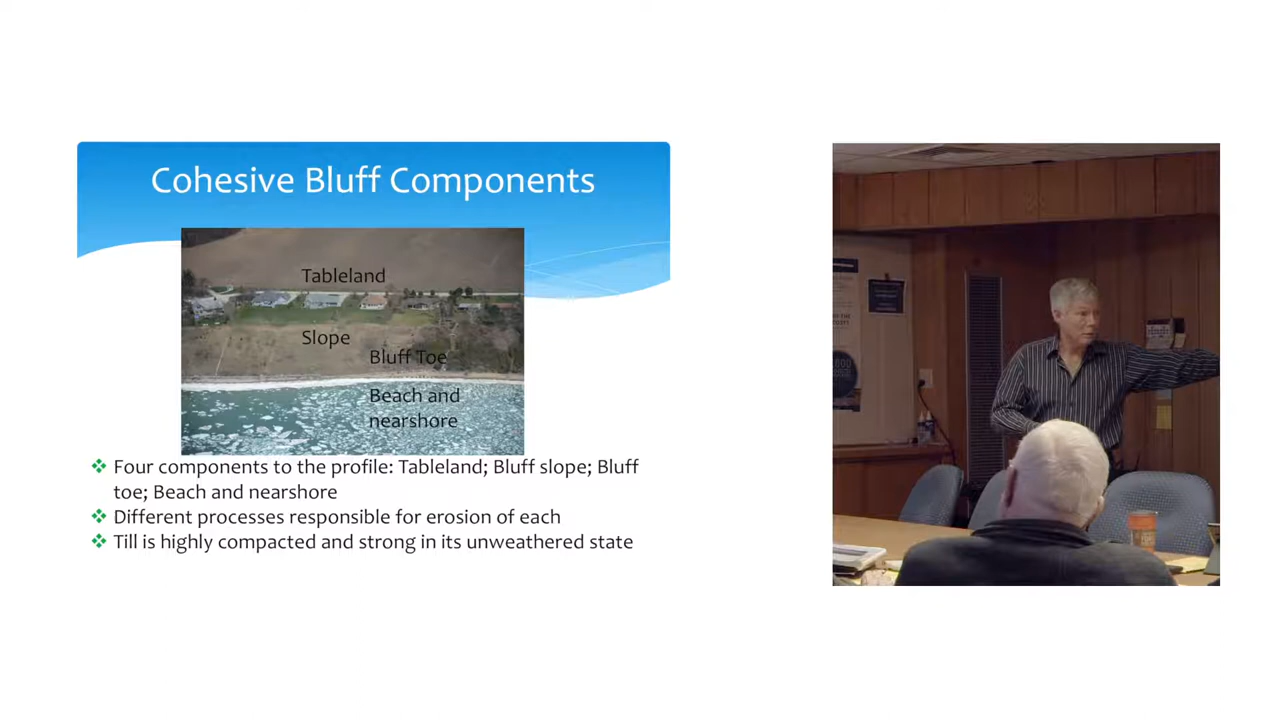 Cohesive Bluff Components
Tableland
Slope
Bluff Toe
Beach and
nearshore
Four components to the profile: Tableland; Bluff slope; Bluff
toe; Beach and nearshore
Different processes responsible for erosion of each
Till is highly compacted and strong in its unweathered state